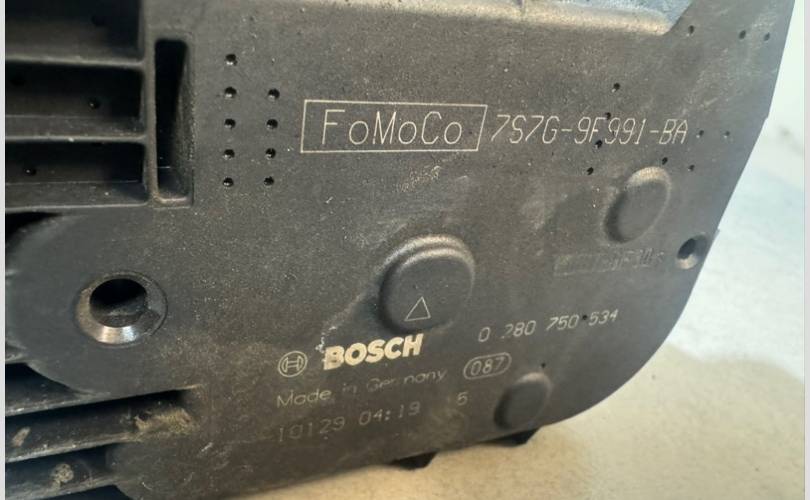 FoMoCo 7S7G-9F991-BA
BOSCH 0 280 750 534
Made in Germany 087
10129 04:19 5